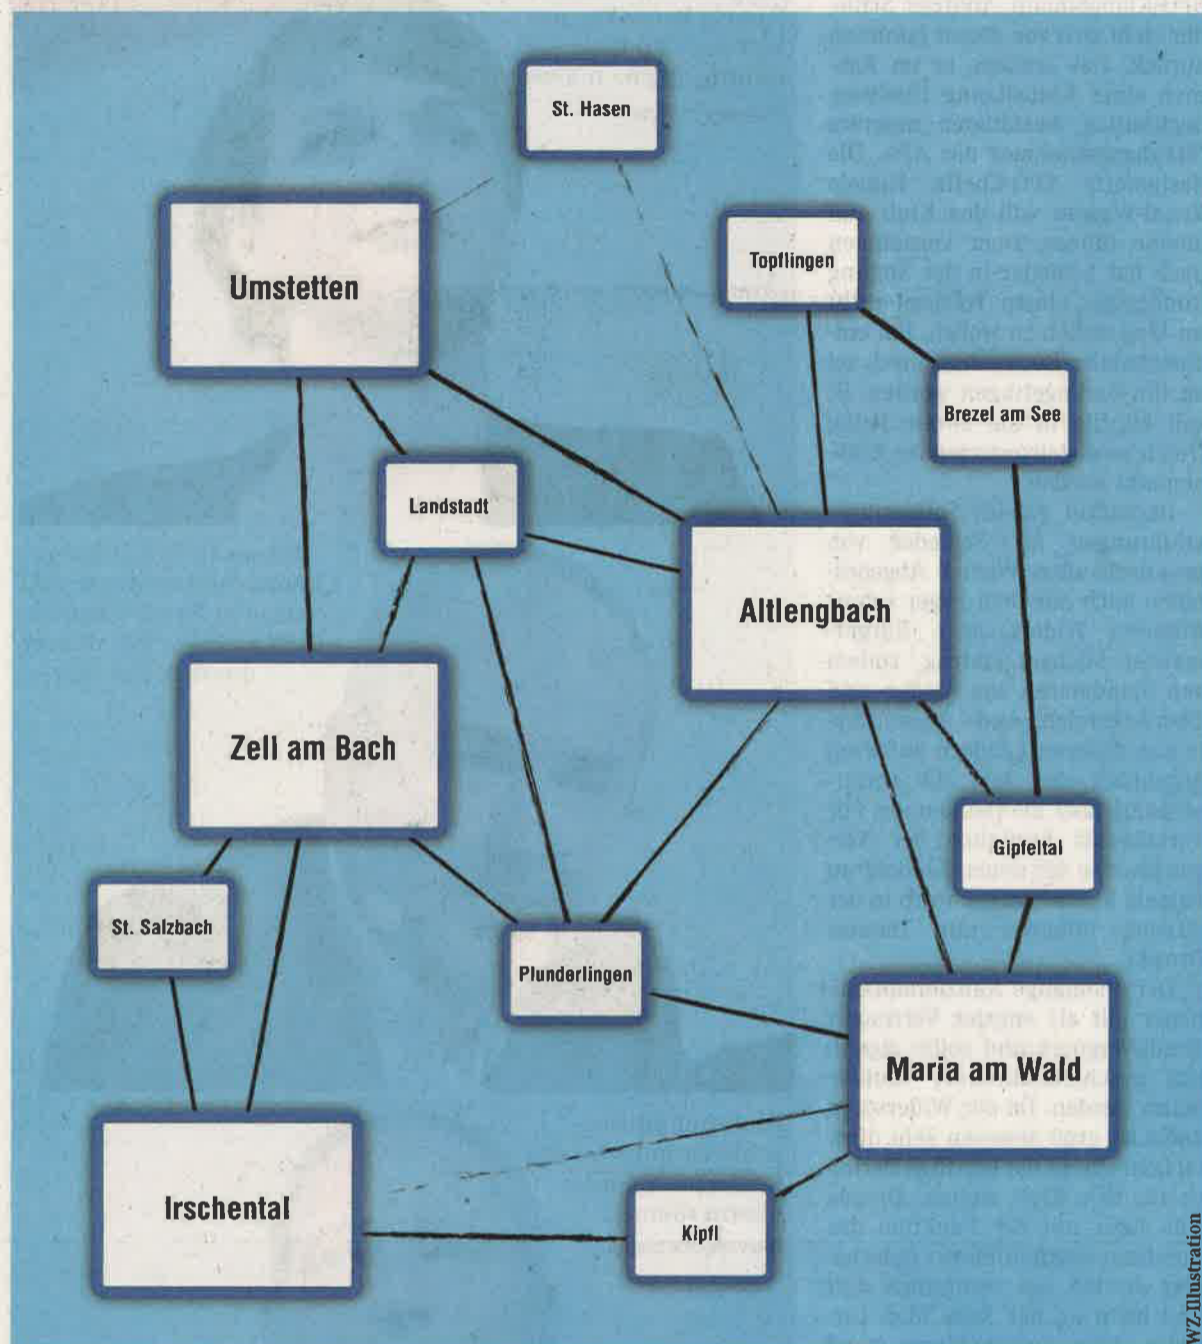 St. Hasen
Umstetten
Topflingen
Brezel am See
Landstadt
Altlengbach
Zell am Bach
Gipfeltal
St. Salzbach
Plunderlingen
Maria am Wald
Irschental
Kipfl
WZ-Illustration